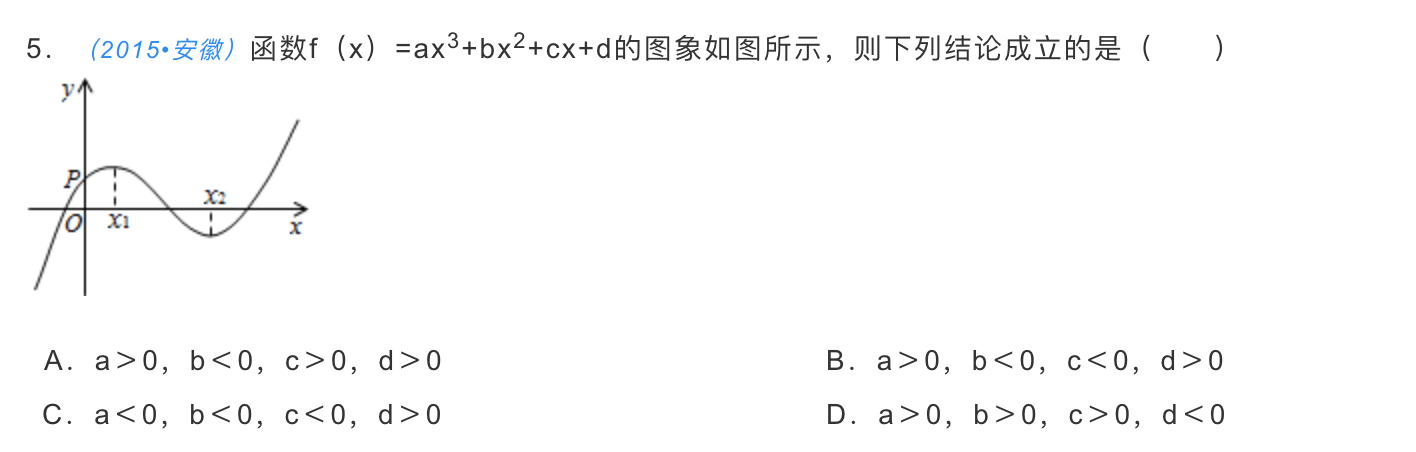 5. （2015•安徽）函数f（x）=ax³+bx²+cx+d的图象如图所示，则下列结论成立的是（　　）
y
P
x₂
O x₁ x
A. a＞0，b＜0，c＞0，d＞0 B. a＞0，b＜0，c＜0，d＞0
C. a＜0，b＜0，c＜0，d＞0 D. a＞0，b＞0，c＞0，d＜0